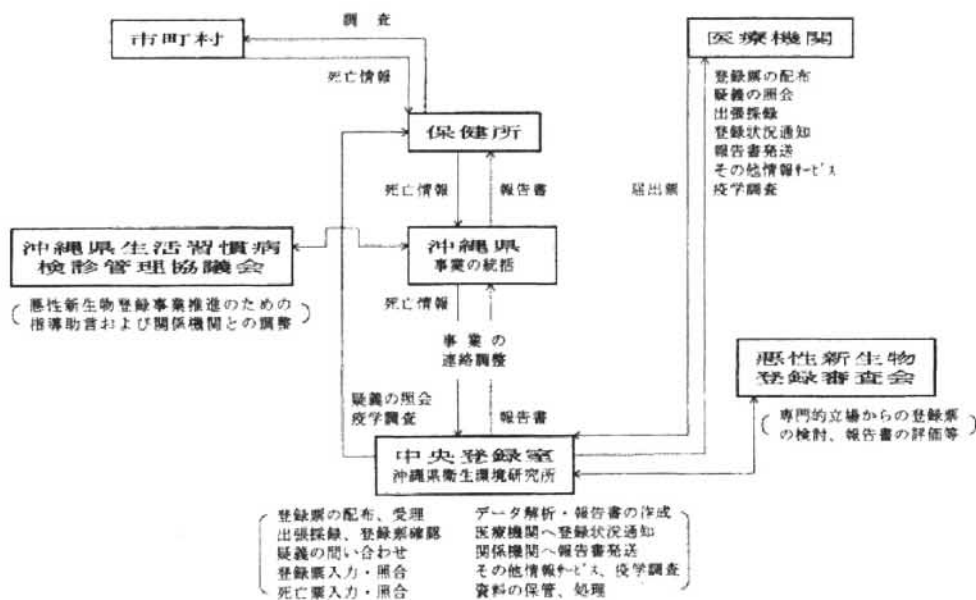 調査
市町村
医療機関
死亡情報
登録票の配布
疑義の照会
出張採録
登録状況通知
報告書発送
その他情報サービス
疫学調査
保健所
死亡情報
報告書
届出票
沖縄県生活習慣病
検診管理協議会
沖縄県
事業の統括
悪性新生物登録事業推進のための
指導助言および関係機関との調整
死亡情報
事業の
連絡調整
悪性新生物
登録審査会
疑義の照会
疫学調査
報告書
専門的立場からの登録票
の検討、報告書の評価等
中央登録室
沖縄県衛生環境研究所
登録票の配布、受理
出張採録、登録票確認
疑義の問い合わせ
登録票入力・照合
死亡票入力・照合
データ解析・報告書の作成
医療機関へ登録状況通知
関係機関へ報告書発送
その他情報サービス、疫学調査
資料の保管、処理